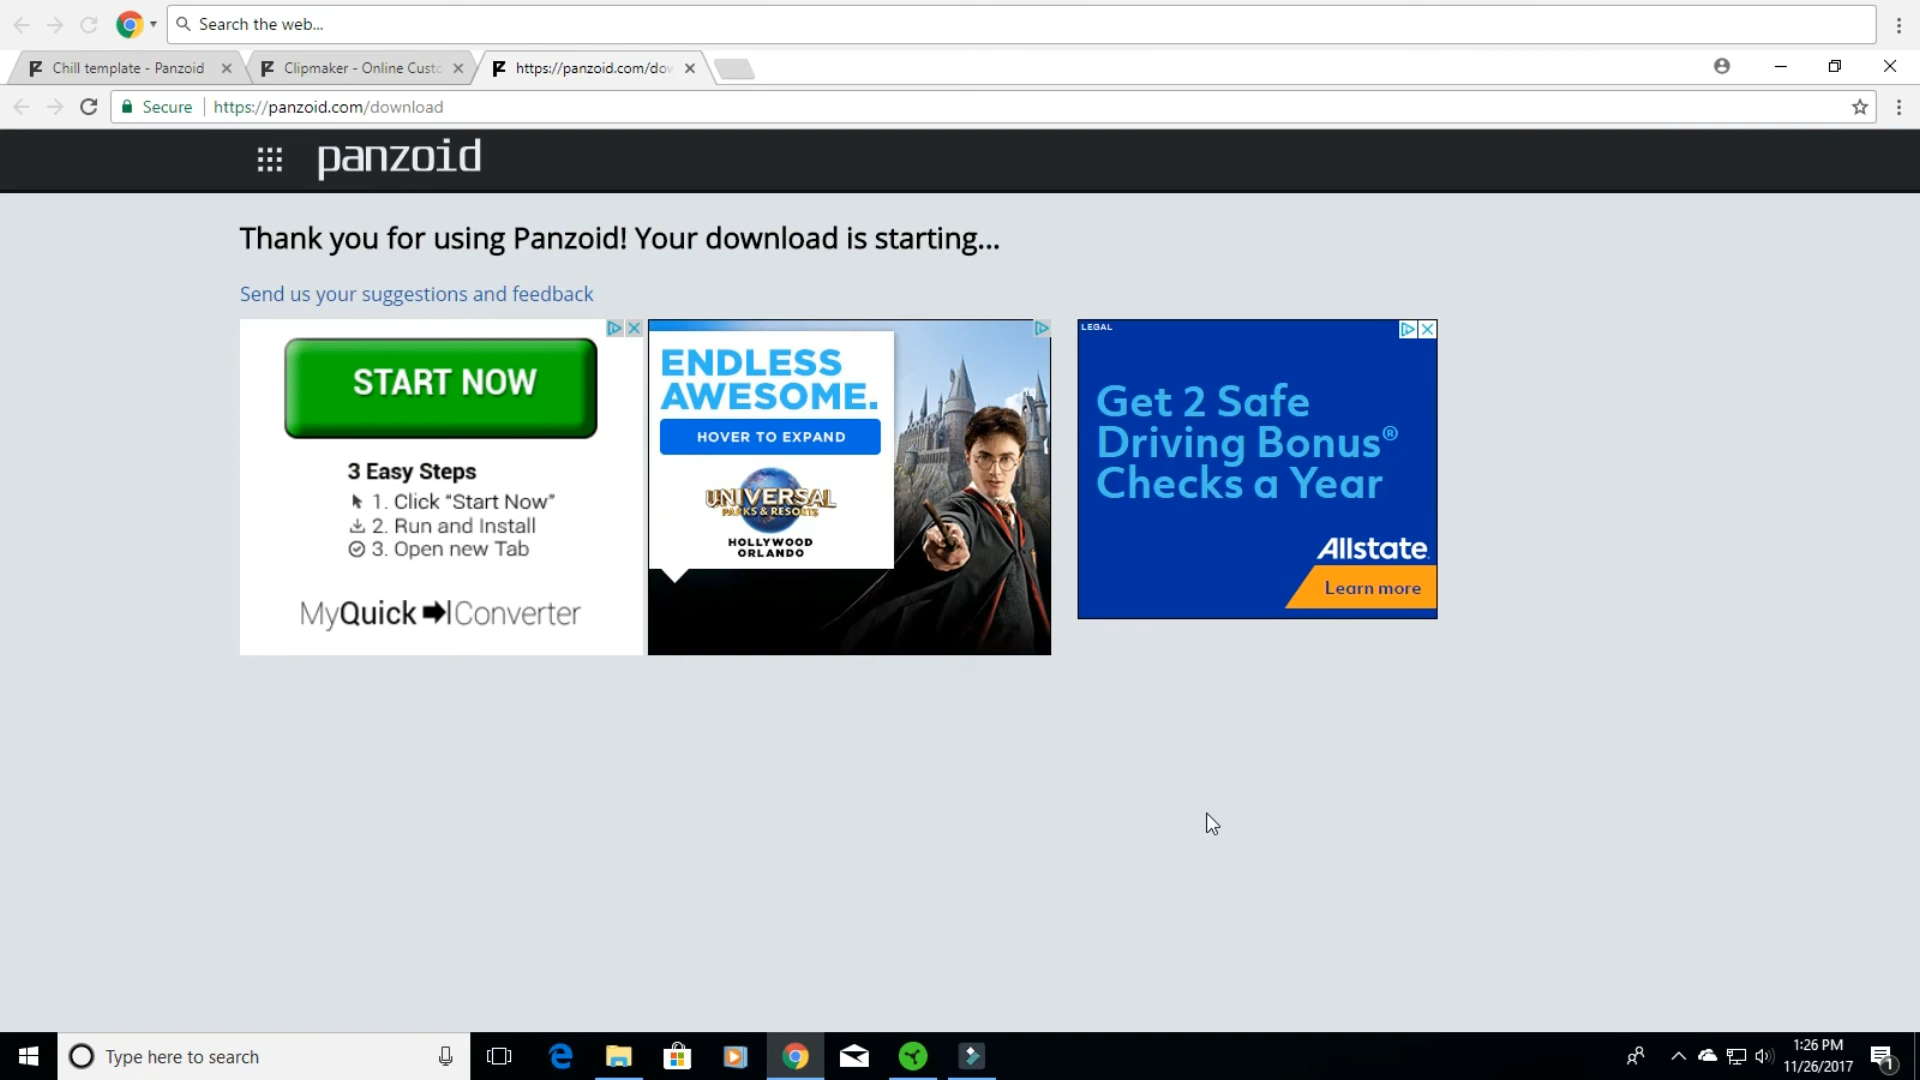 Search the web...
Chill template - Panzoid
Clipmaker - Online Custo
https://panzoid.com/dow
Secure
https://panzoid.com/download
panzoid
Thank you for using Panzoid! Your download is starting...
Send us your suggestions and feedback
START NOW
3 Easy Steps
1. Click “Start Now”
2. Run and Install
3. Open new Tab
MyQuick Converter
ENDLESS
AWESOME.
HOVER TO EXPAND
UNIVERSAL
PARKS & RESORTS
HOLLYWOOD
ORLANDO
LEGAL
Get 2 Safe
Driving Bonus®
Checks a Year
Allstate
Learn more
Type here to search
1:26 PM
11/26/2017
1